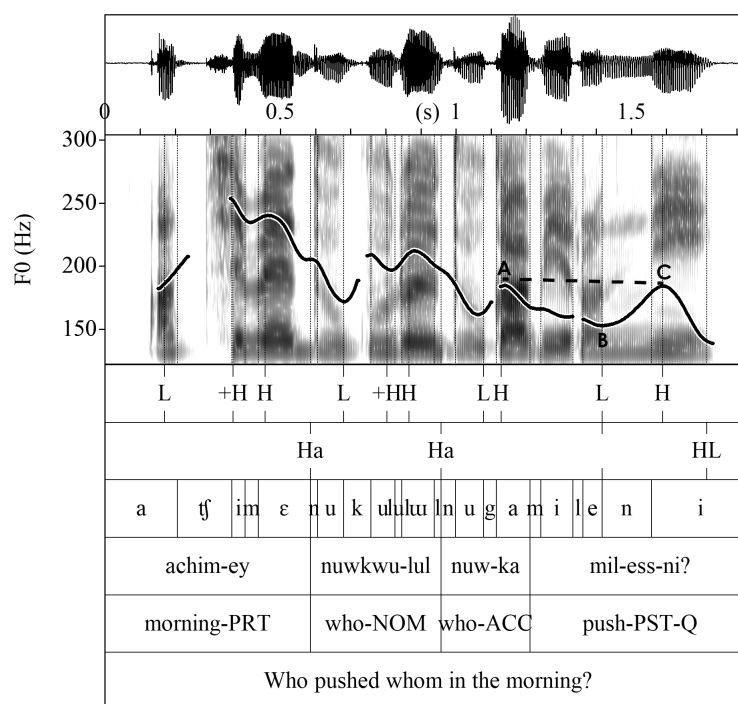 0 0.5 (s) 1 1.5
300
250
200
150
F0 (Hz)
A C
B
L +H H L +H H L H L H
Ha Ha HL
a ʧ i m ɛ n u k u l u l ɯ l n u g a m i l e n i
achim-ey nuwkwu-lul nuw-ka mil-ess-ni?
morning-PRT who-NOM who-ACC push-PST-Q
Who pushed whom in the morning?